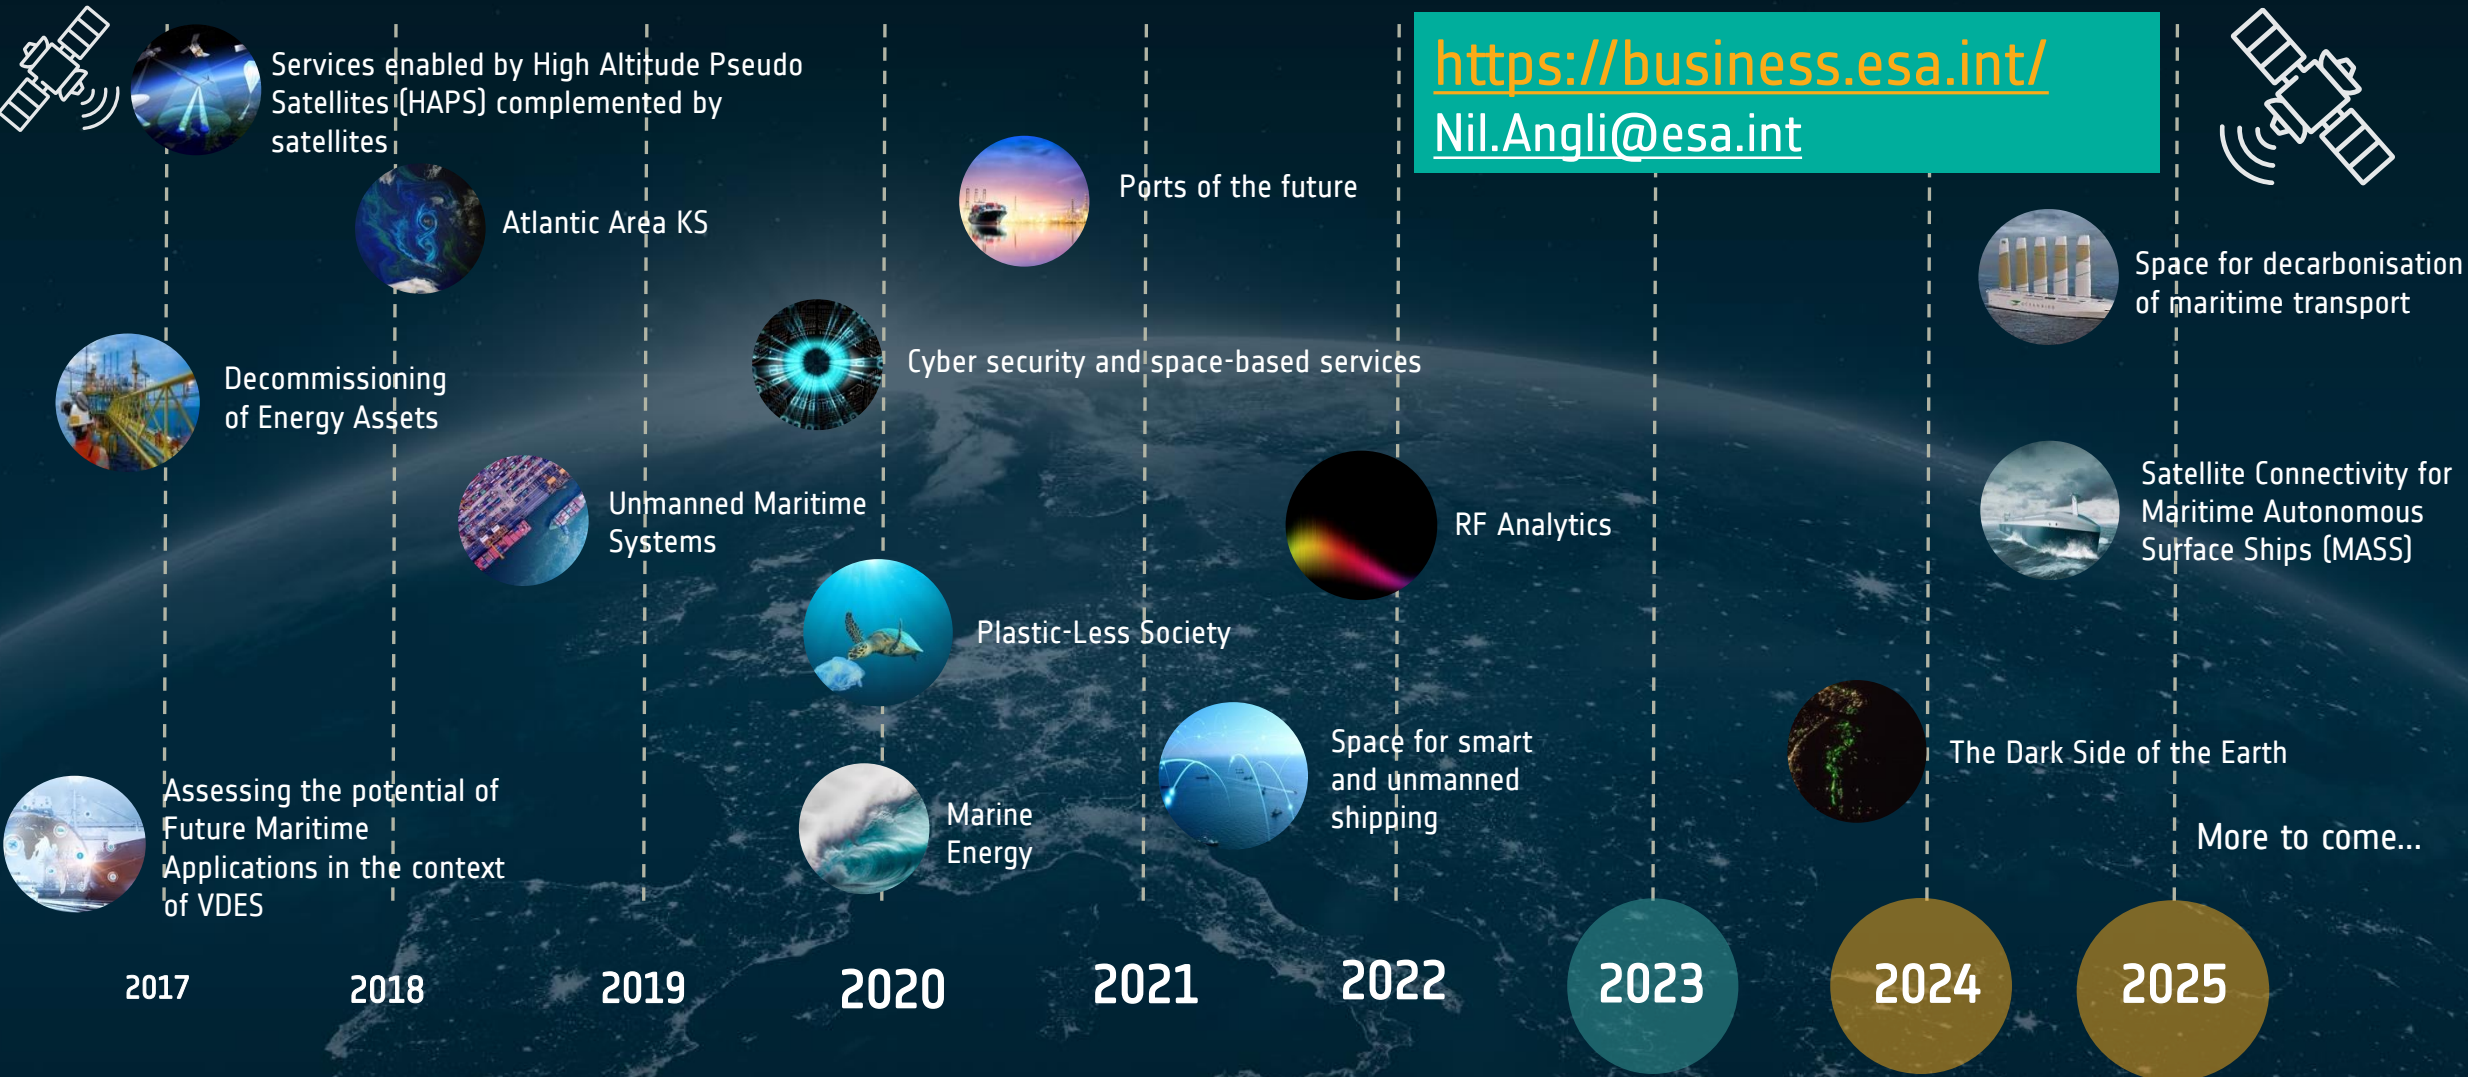 https://business.esa.int/
Nil.Angli@esa.int
Services enabled by High Altitude Pseudo
Satellites (HAPS) complemented by
satellites
Atlantic Area KS
Ports of the future
Space for decarbonisation
of maritime transport
Decommissioning
of Energy Assets
Cyber security and space-based services
Unmanned Maritime
Systems
RF Analytics
Satellite Connectivity for
Maritime Autonomous
Surface Ships (MASS)
Plastic-Less Society
Space for smart
and unmanned
shipping
The Dark Side of the Earth
Assessing the potential of
Future Maritime
Applications in the context
of VDES
Marine
Energy
More to come...
2017
2018
2019
2020
2021
2022
2023
2024
2025